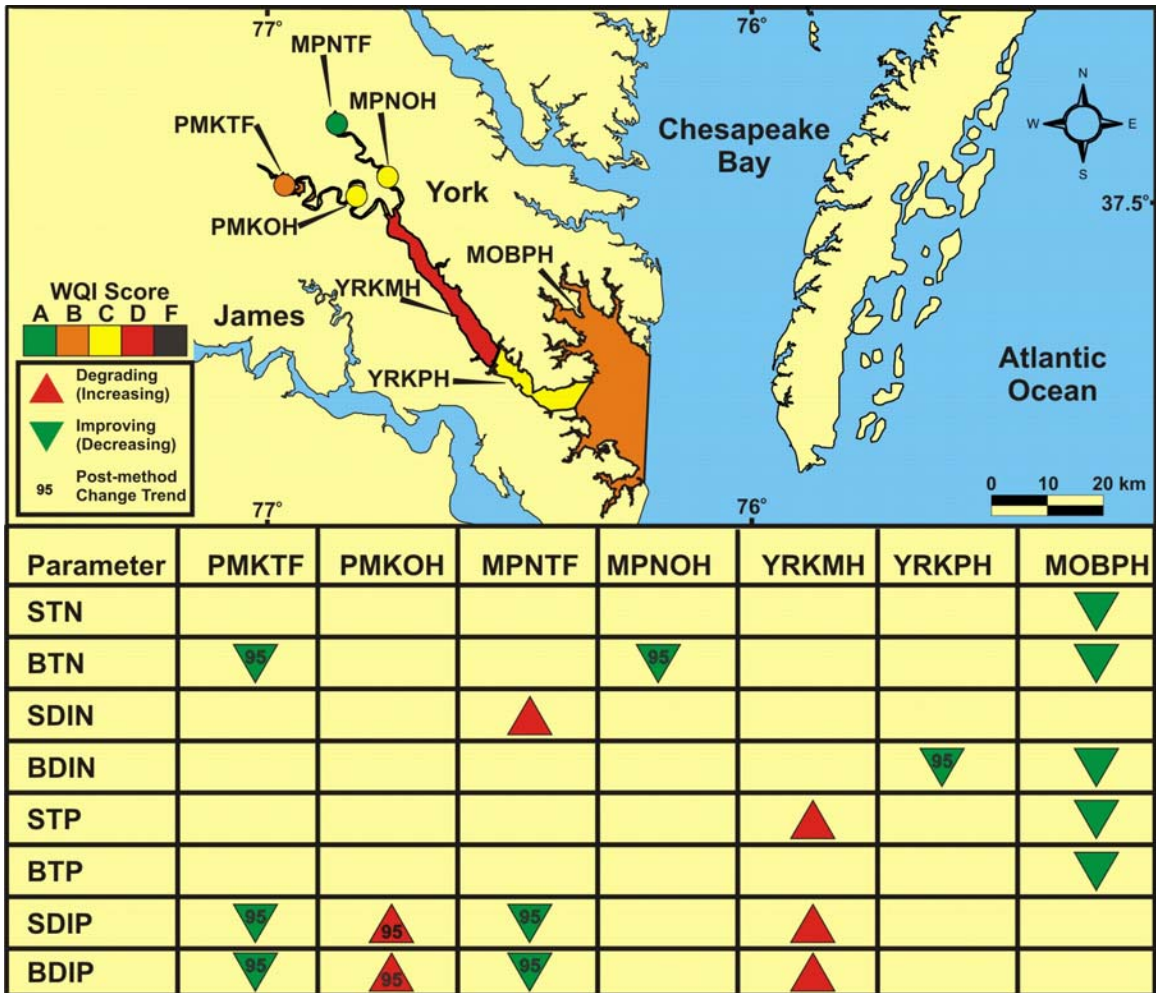 77° 76°
MPNTF
MPNOH
PMKTF
Chesapeake
Bay
N
W E
S
York
37.5°
PMKOH
MOBPH
WQI Score
A B C D F
YRKMH
James
Degrading
(Increasing)
Improving
(Decreasing)
95 Post-method
Change Trend
YRKPH
Atlantic
Ocean
0 10 20 km
77° 76°
Parameter PMKTF PMKOH MPNTF MPNOH YRKMH YRKPH MOBPH
STN
BTN 95 95
SDIN
BDIN 95
STP
BTP
SDIP 95 95 95
BDIP 95 95 95